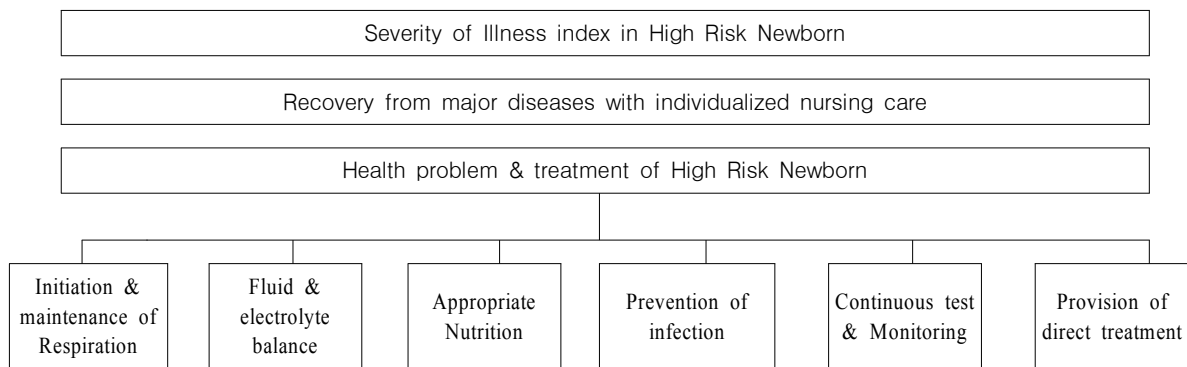 Severity of Illness index in High Risk Newborn
Recovery from major diseases with individualized nursing care
Health problem & treatment of High Risk Newborn
Initiation &
maintenance of
Respiration
Fluid &
electrolyte
balance
Appropriate
Nutrition
Prevention of
infection
Continuous test
& Monitoring
Provision of
direct treatment